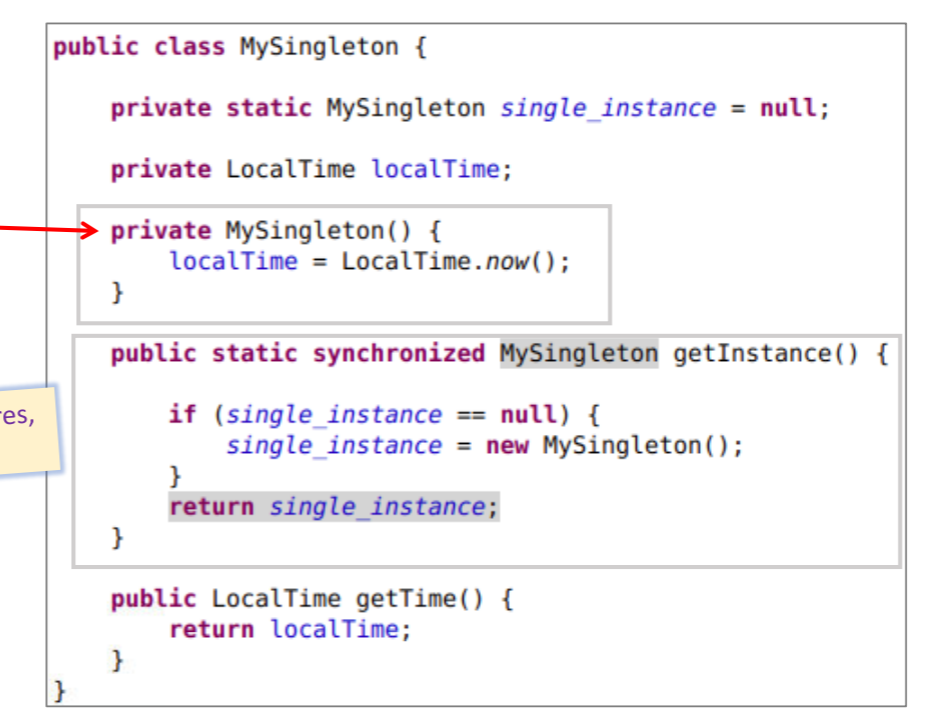 public class MySingleton {
private static MySingleton single_instance = null;
private LocalTime localTime;
private MySingleton() {
localTime = LocalTime.now();
}
public static synchronized MySingleton getInstance() {
if (single_instance == null) {
single_instance = new MySingleton();
}
return single_instance;
}
public LocalTime getTime() {
return localTime;
}
}